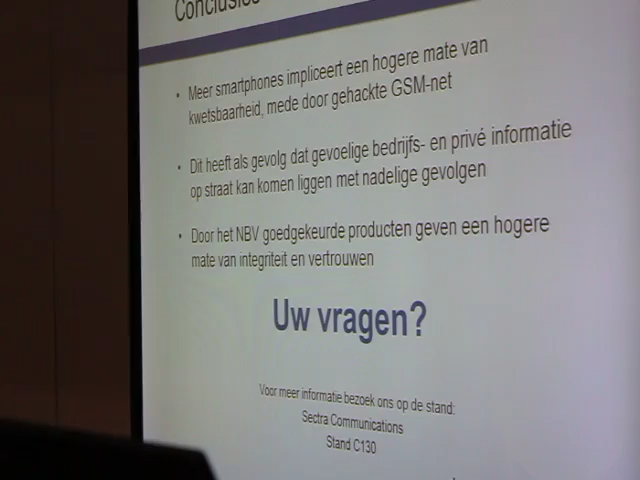 Conclusies
• Meer smartphones impliceert een hogere mate van
kwetsbaarheid, mede door gehackte GSM-net
• Dit heeft als gevolg dat gevoelige bedrijfs- en privé informatie
op straat kan komen liggen met nadelige gevolgen
• Door het NBV goedgekeurde producten geven een hogere
mate van integriteit en vertrouwen
Uw vragen?
Voor meer informatie bezoek ons op de stand:
Sectra Communications
Stand C130